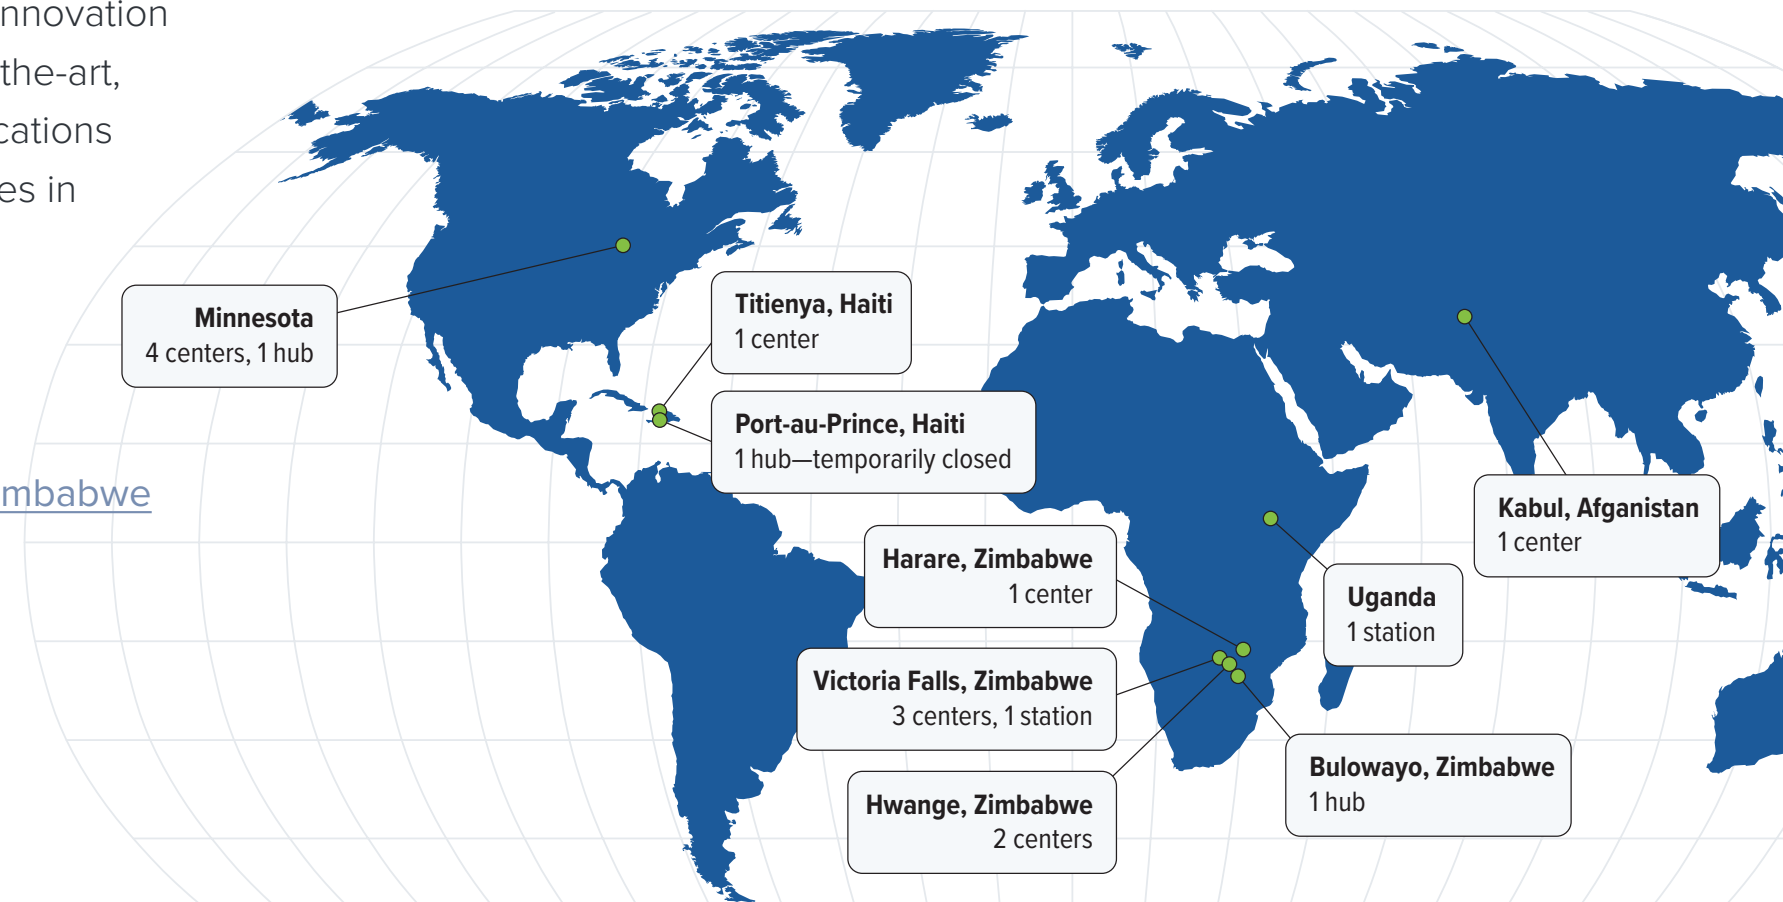 nnovation
the-art,
cations
es in
mbabwe
Minnesota
4 centers, 1 hub
Titienya, Haiti
1 center
Port-au-Prince, Haiti
1 hub—temporarily closed
Harare, Zimbabwe
1 center
Victoria Falls, Zimbabwe
3 centers, 1 station
Hwange, Zimbabwe
2 centers
Kabul, Afganistan
1 center
Uganda
1 station
Bulowayo, Zimbabwe
1 hub